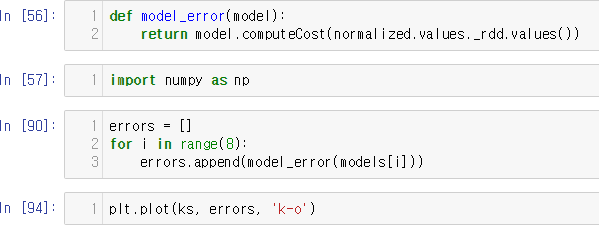 In [56]:
1 def model_error(model):
2     return model.computeCost(normalized.values._rdd.values())
In [57]:
1 import numpy as np
In [90]:
1 errors = []
2 for i in range(8):
3     errors.append(model_error(models[i]))
In [94]:
1 plt.plot(ks, errors, 'k-o')